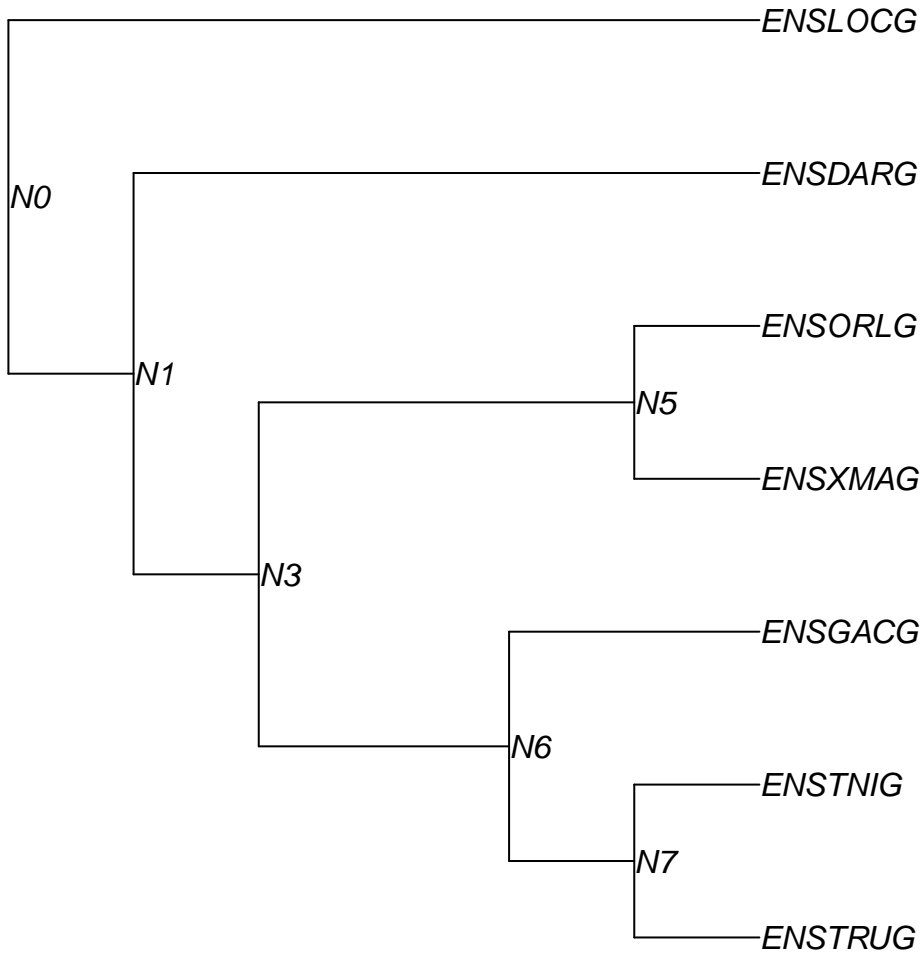 ENSLOCG
ENSDARG
N0
ENSORLG
N1
N5
ENSXMAG
N3
ENSGACG
N6
ENSTNIG
N7
ENSTRUG